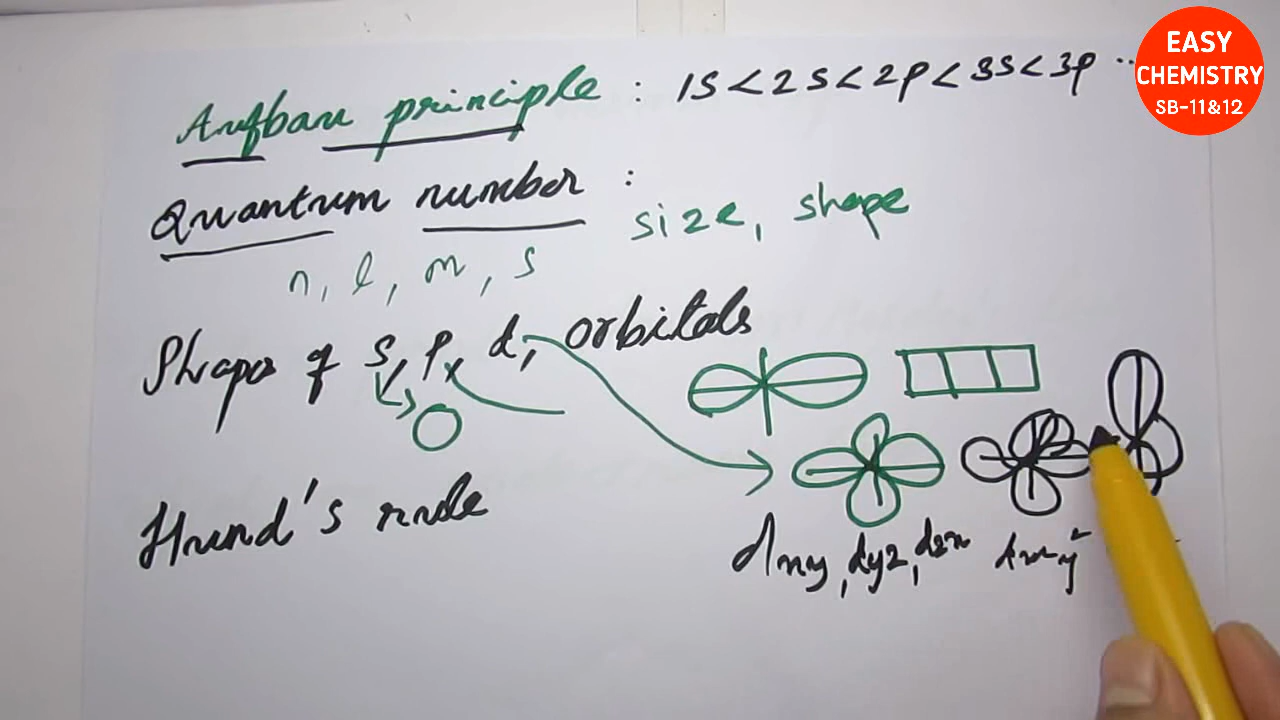 EASY
CHEMISTRY
SB-11&12
Aufbau principle : 1S < 2S < 2p < 3S < 3p ...
Quantum number :
size, shape
n, l, m, s
Shape of s, p, d, orbitals
Hund's rule
dxy, dyz, dzx